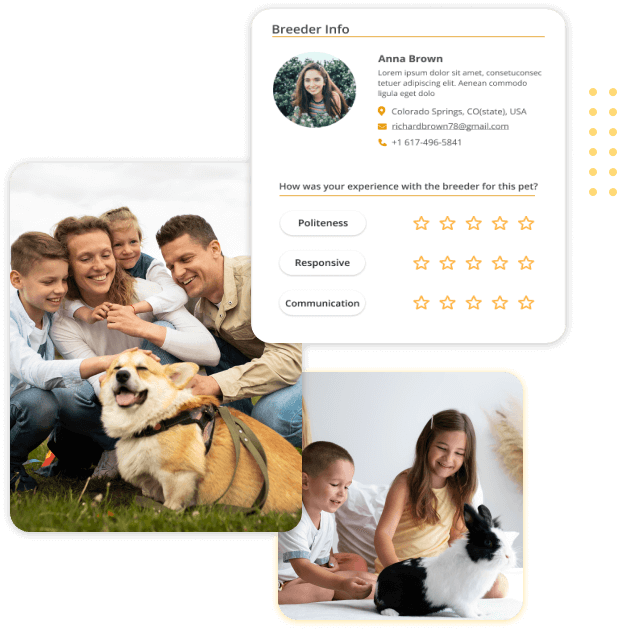 Breeder Info
Anna Brown
Lorem ipsum dolor sit amet, consetuconsec
tetuer adipiscing elit. Aenean commodo
ligula eget dolo
Colorado Springs, CO(state), USA
richardbrown78@gmail.com
+1 617-496-5841
How was your experience with the breeder for this pet?
Politeness
Responsive
Communication